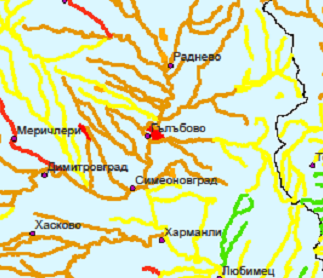 Раднево
Гълъбово
Меричлери
Димитровград
Симеоновград
Хасково
Харманли
Любимец